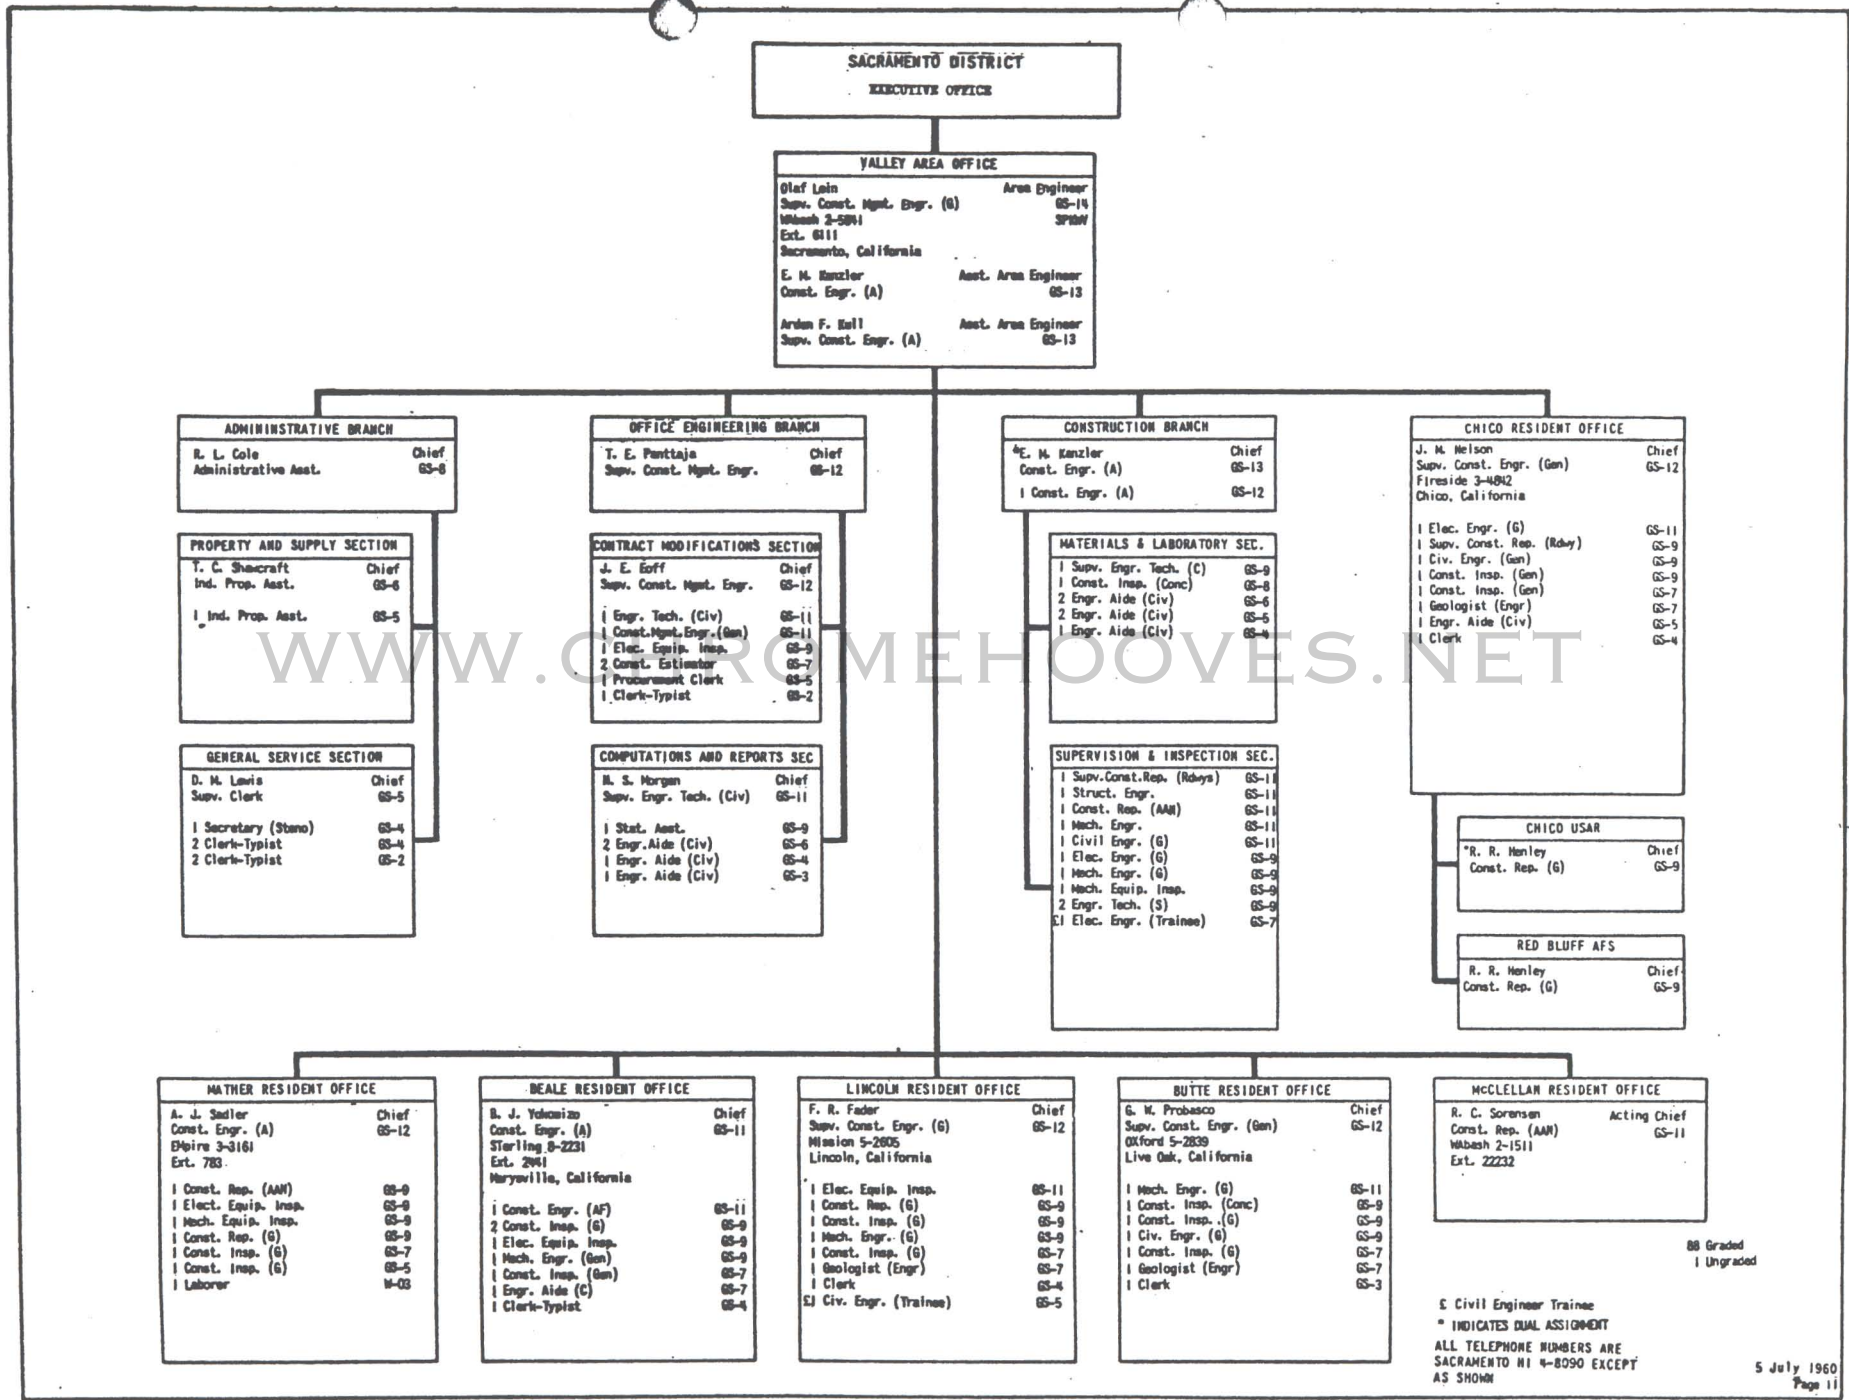 SACRAMENTO DISTRICT
EXECUTIVE OFFICE
VALLEY AREA OFFICE
Olaf Lein Area Engineer
Supv. Const. Mgmt. Engr. (G) GS-14
WAbash 2-5841
Ext. 6111
Sacramento, California
E. M. Kanzler Asst. Area Engineer
Const. Engr. (A) GS-13
Arden F. Kull Asst. Area Engineer
Supv. Const. Engr. (A) GS-13
ADMININSTRATIVE BRANCH
R. L. Cole Chief
Administrative Asst. GS-8
PROPERTY AND SUPPLY SECTION
T. C. Shawcraft Chief
Ind. Prop. Asst. GS-6
1 Ind. Prop. Asst. GS-5
GENERAL SERVICE SECTION
D. M. Lewis Chief
Supv. Clerk GS-5
1 Secretary (Steno) GS-4
2 Clerk-Typist GS-4
2 Clerk-Typist GS-2
OFFICE ENGINEERING BRANCH
T. E. Penttaja Chief
Supv. Const. Mgmt. Engr. GS-12
CONTRACT MODIFICATIONS SECTION
J. E. Eoff Chief
Supv. Const. Mgmt. Engr. GS-12
1 Engr. Tech. (Civ) GS-11
1 Const.Mgmt.Engr.(Gen) GS-11
1 Elec. Equip. Insp. GS-9
2 Const. Estimator GS-7
1 Procurement Clerk GS-5
1 Clerk-Typist GS-2
COMPUTATIONS AND REPORTS SEC
N. S. Morgan Chief
Supv. Engr. Tech. (Civ) GS-11
1 Stat. Asst. GS-9
2 Engr.Aide (Civ) GS-6
1 Engr. Aide (Civ) GS-4
1 Engr. Aide (Civ) GS-3
CONSTRUCTION BRANCH
*E. M. Kanzler Chief
Const. Engr. (A) GS-13
1 Const. Engr. (A) GS-12
MATERIALS & LABORATORY SEC.
1 Supv. Engr. Tech. (C) GS-9
1 Const. Insp. (Conc) GS-8
2 Engr. Aide (Civ) GS-6
2 Engr. Aide (Civ) GS-5
1 Engr. Aide (Civ) GS-4
SUPERVISION & INSPECTION SEC.
1 Supv.Const.Rep. (Rdwys) GS-11
1 Struct. Engr. GS-11
1 Const. Rep. (AAM) GS-11
1 Mech. Engr. GS-11
1 Civil Engr. (G) GS-11
1 Elec. Engr. (G) GS-9
1 Mech. Engr. (G) GS-9
1 Mech. Equip. Insp. GS-9
2 Engr. Tech. (S) GS-9
£1 Elec. Engr. (Trainee) GS-7
CHICO RESIDENT OFFICE
J. M. Nelson Chief
Supv. Const. Engr. (Gen) GS-12
Fireside 3-4842
Chico, California
1 Elec. Engr. (G) GS-11
1 Supv. Const. Rep. (Rdwy) GS-9
1 Civ. Engr. (Gen) GS-9
1 Const. Insp. (Gen) GS-9
1 Const. Insp. (Gen) GS-7
1 Geologist (Engr) GS-7
1 Engr. Aide (Civ) GS-5
1 Clerk GS-4
CHICO USAR
*R. R. Henley Chief
Const. Rep. (G) GS-9
RED BLUFF AFS
R. R. Henley Chief
Const. Rep. (G) GS-9
WWW.CHROMEHOOVES.NET
MATHER RESIDENT OFFICE
A. J. Sadler Chief
Const. Engr. (A) GS-12
EMpire 3-3161
Ext. 783
1 Const. Rep. (AAM) GS-9
1 Elect. Equip. Insp. GS-9
1 Mech. Equip. Insp. GS-9
1 Const. Rep. (G) GS-9
1 Const. Insp. (G) GS-7
1 Const. Insp. (G) GS-5
1 Laborer W-03
BEALE RESIDENT OFFICE
B. J. Yokomizo Chief
Const. Engr. (A) GS-11
STerling 8-2231
Ext. 2441
Marysville, California
1 Const. Engr. (AF) GS-11
2 Const. Insp. (G) GS-9
1 Elec. Equip. Insp. GS-9
1 Mech. Engr. (Gen) GS-9
1 Const. Insp. (Gen) GS-7
1 Engr. Aide (C) GS-7
1 Clerk-Typist GS-4
LINCOLN RESIDENT OFFICE
F. R. Fader Chief
Supv. Const. Engr. (G) GS-12
Mission 5-2605
Lincoln, California
1 Elec. Equip. Insp. GS-11
1 Const. Rep. (G) GS-9
1 Const. Insp. (G) GS-9
1 Mech. Engr. (G) GS-9
1 Const. Insp. (G) GS-7
1 Geologist (Engr) GS-7
1 Clerk GS-4
£1 Civ. Engr. (Trainee) GS-5
BUTTE RESIDENT OFFICE
G. W. Probasco Chief
Supv. Const. Engr. (Gen) GS-12
OXford 5-2839
Live Oak, California
1 Mech. Engr. (G) GS-11
1 Const. Insp. (Conc) GS-9
1 Const. Insp. (G) GS-9
1 Civ. Engr. (G) GS-9
1 Const. Insp. (G) GS-7
1 Geologist (Engr) GS-7
1 Clerk GS-3
McCLELLAN RESIDENT OFFICE
R. C. Sorensen Acting Chief
Const. Rep. (AAM) GS-11
WAbash 2-1511
Ext. 22232
88 Graded
1 Ungraded
£ Civil Engineer Trainee
* INDICATES DUAL ASSIGNMENT
ALL TELEPHONE NUMBERS ARE
SACRAMENTO HI 4-8090 EXCEPT
AS SHOWN
5 July 1960
Page 11